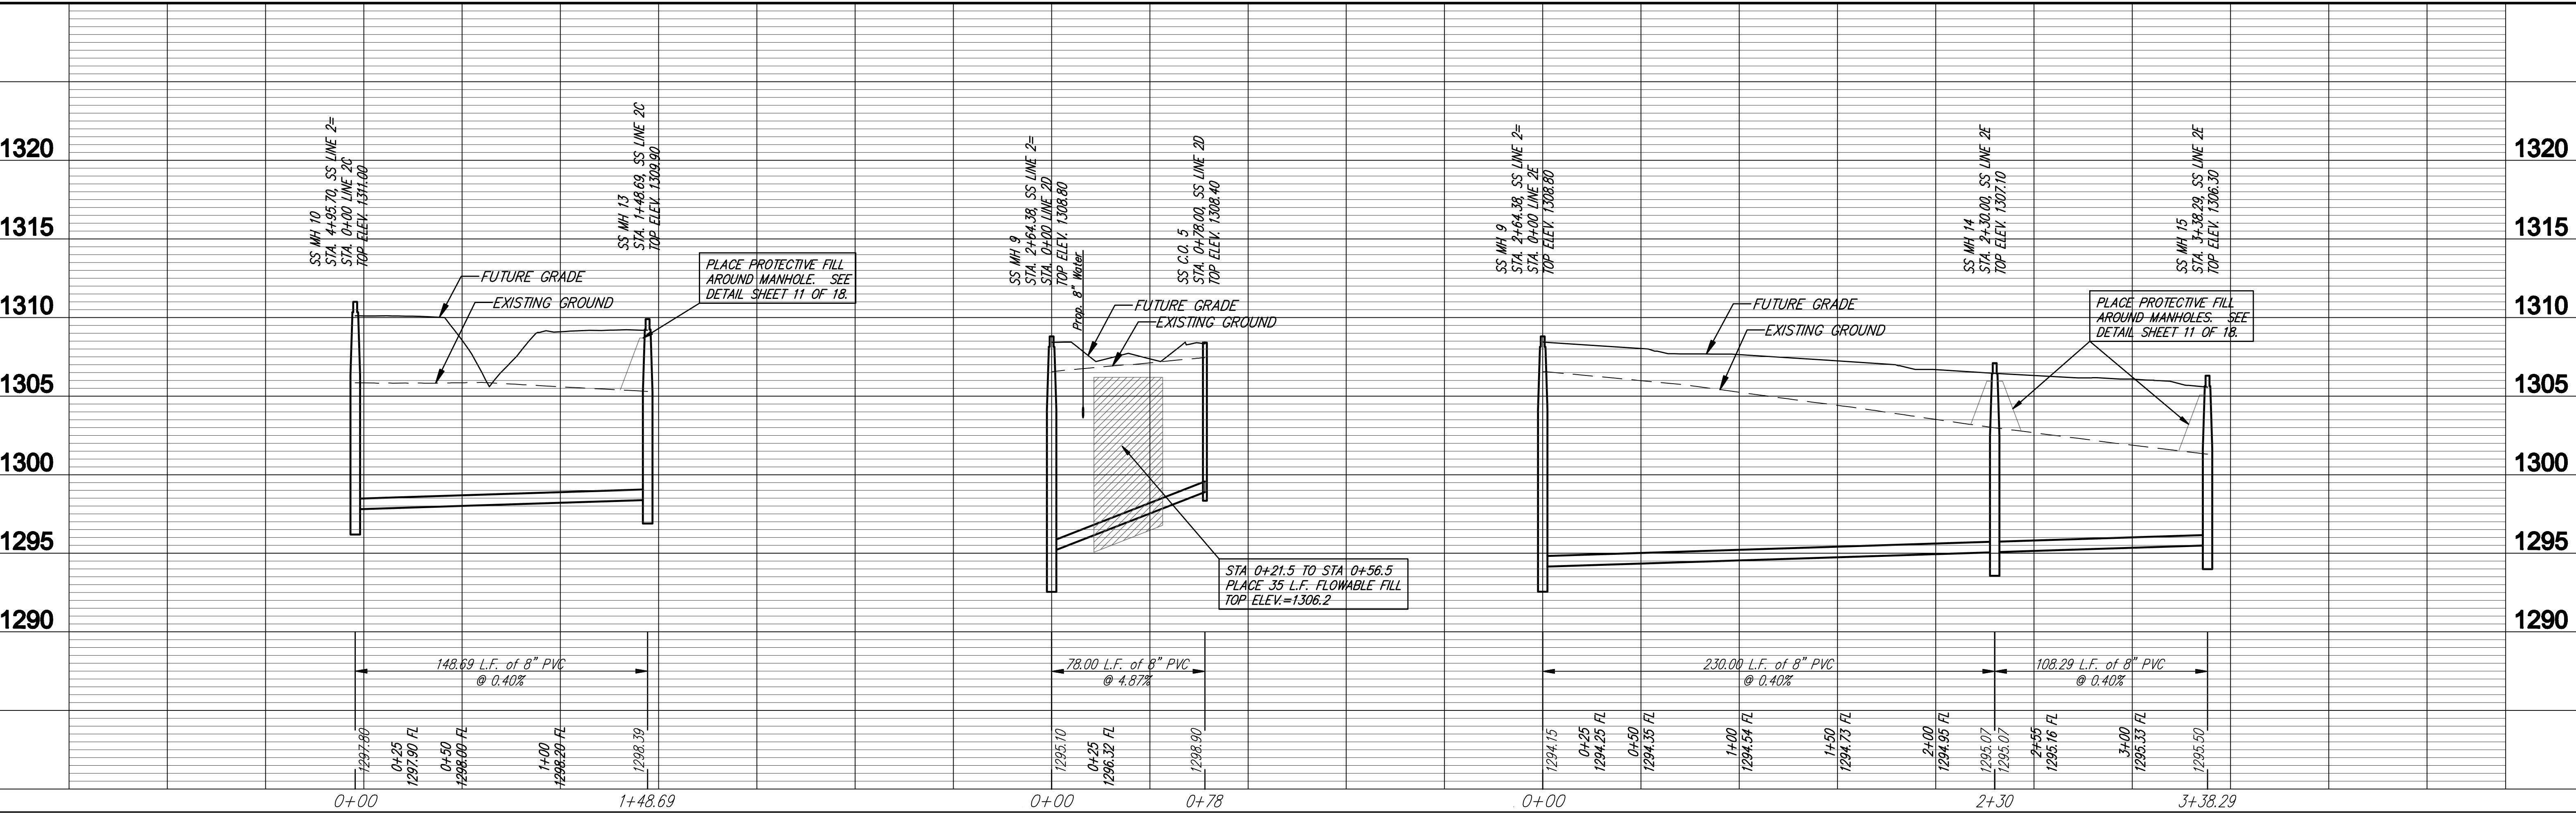 1320
1315
1310
1305
1300
1295
1290
SS MH 10
STA. 4+95.70, SS LINE 2=
STA. 0+00 LINE 2C
TOP ELEV. 1311.00
SS MH 13
STA. 1+48.69, SS LINE 2C
TOP ELEV. 1309.90
FUTURE GRADE
EXISTING GROUND
PLACE PROTECTIVE FILL
AROUND MANHOLE. SEE
DETAIL SHEET 11 OF 18.
148.69 L.F. of 8" PVC
@ 0.40%
1297.80
0+25
1297.90 FL
0+50
1298.00 FL
1+00
1298.20 FL
1298.39
0+00
1+48.69
SS MH 9
STA. 2+64.38, SS LINE 2=
STA. 0+00 LINE 2D
TOP ELEV. 1308.80
Prop. 8" Water
SS C.O. 5
STA. 0+78.00, SS LINE 2D
TOP ELEV. 1308.40
FUTURE GRADE
EXISTING GROUND
STA 0+21.5 TO STA 0+56.5
PLACE 35 L.F. FLOWABLE FILL
TOP ELEV.=1306.2
78.00 L.F. of 8" PVC
@ 4.87%
1295.10
0+25
1296.32 FL
1298.90
0+00
0+78
SS MH 9
STA. 2+64.38, SS LINE 2=
STA. 0+00 LINE 2E
TOP ELEV. 1308.80
SS MH 14
STA. 2+30.00, SS LINE 2E
TOP ELEV. 1307.10
SS MH 15
STA. 3+38.29, SS LINE 2E
TOP ELEV. 1306.30
FUTURE GRADE
EXISTING GROUND
PLACE PROTECTIVE FILL
AROUND MANHOLES. SEE
DETAIL SHEET 11 OF 18.
230.00 L.F. of 8" PVC
@ 0.40%
108.29 L.F. of 8" PVC
@ 0.40%
1294.15
0+25
1294.25 FL
0+50
1294.35 FL
1+00
1294.54 FL
1+50
1294.73 FL
2+00
1294.95 FL
1295.07
1295.07
2+55
1295.16 FL
3+00
1295.33 FL
1295.50
0+00
2+30
3+38.29
1320
1315
1310
1305
1300
1295
1290